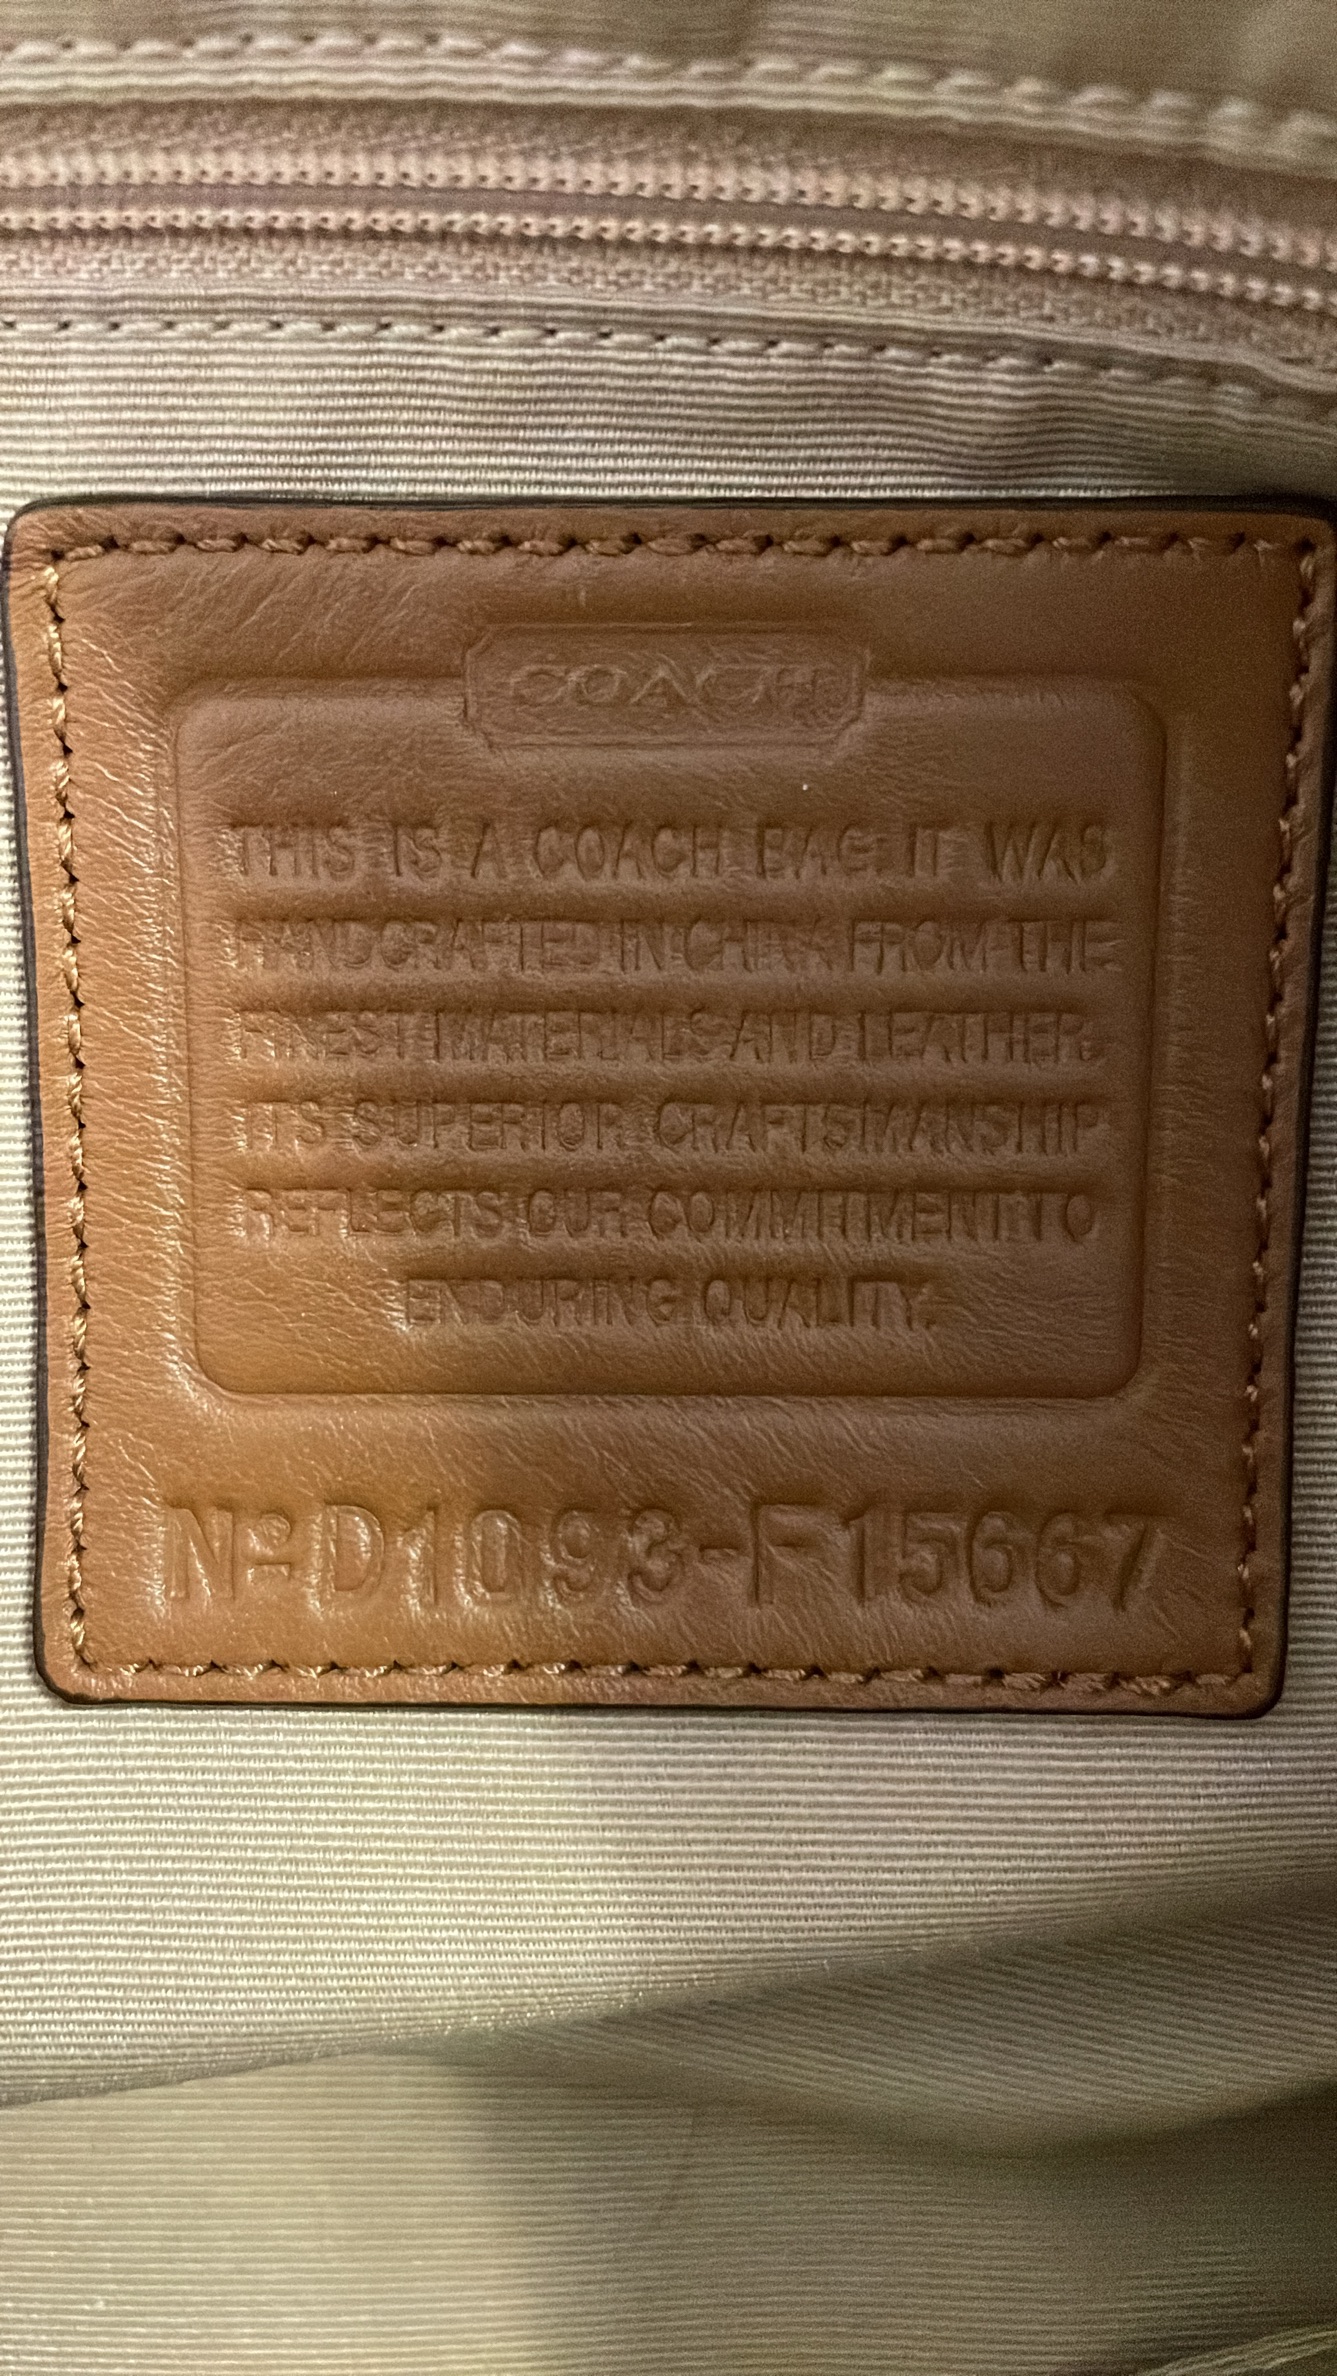 COACH
THIS IS A COACH BAG. IT WAS
HANDCRAFTED IN CHINA FROM THE
FINEST MATERIALS AND LEATHER.
ITS SUPERIOR CRAFTSMANSHIP
REFLECTS OUR COMMITMENT TO
ENDURING QUALITY.
Nº D1093-F15667